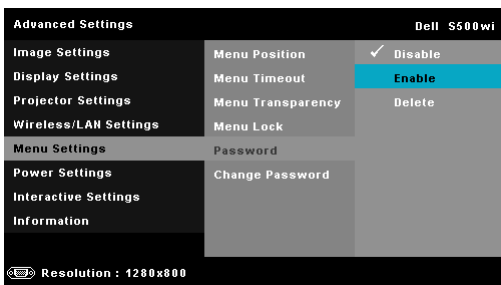 Advanced Settings
Dell S500wi
Image Settings
Display Settings
Projector Settings
Wireless/LAN Settings
Menu Settings
Power Settings
Interactive Settings
Information
Menu Position
Menu Timeout
Menu Transparency
Menu Lock
Password
Change Password
Disable
Enable
Delete
Resolution : 1280x800